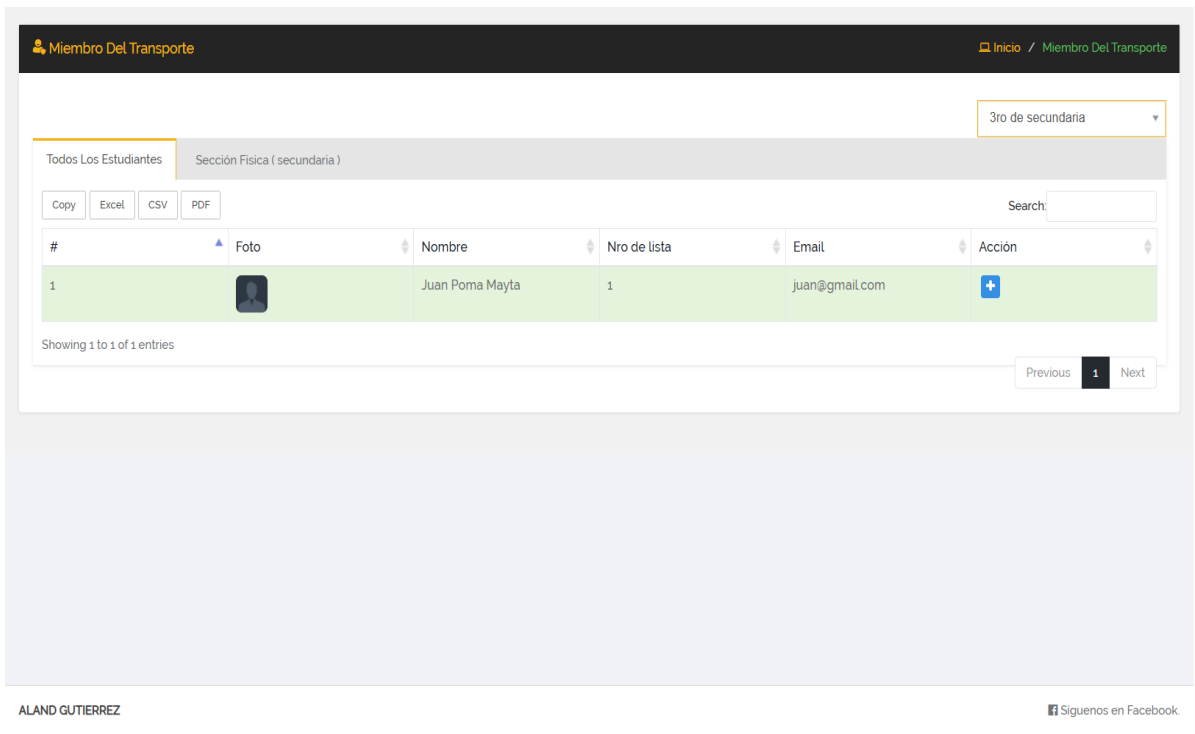 Miembro Del Transporte
Inicio / Miembro Del Transporte
3ro de secundaria
Todos Los Estudiantes Sección Fisica ( secundaria )
Copy Excel CSV PDF Search:
# Foto Nombre Nro de lista Email Acción
1 Juan Poma Mayta 1 juan@gmail.com
Showing 1 to 1 of 1 entries
Previous 1 Next
ALAND GUTIERREZ Siguenos en Facebook.